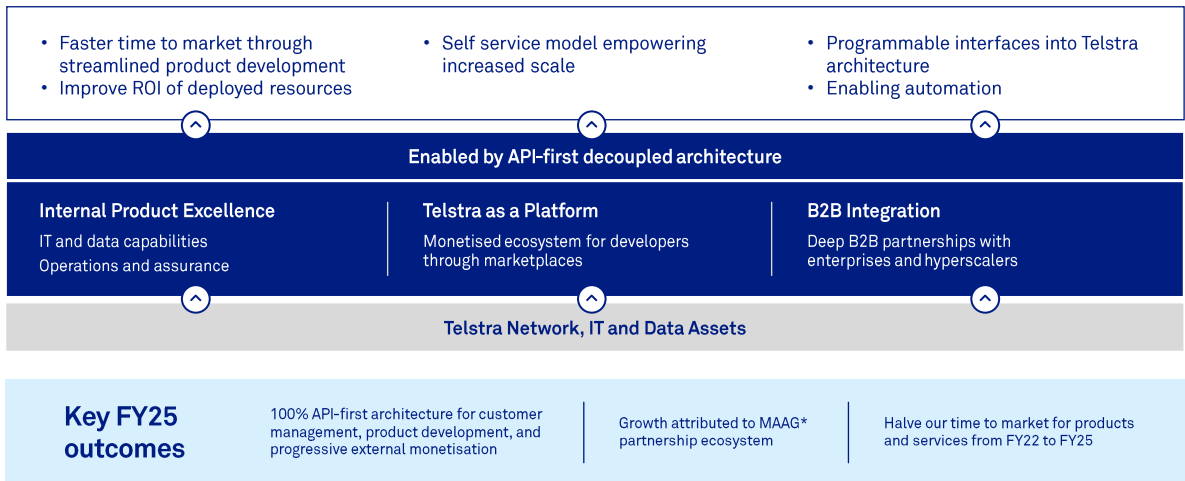 • Faster time to market through
streamlined product development
• Improve ROI of deployed resources
• Self service model empowering
increased scale
• Programmable interfaces into Telstra
architecture
• Enabling automation
Enabled by API-first decoupled architecture
Internal Product Excellence
IT and data capabilities
Operations and assurance
Telstra as a Platform
Monetised ecosystem for developers
through marketplaces
B2B Integration
Deep B2B partnerships with
enterprises and hyperscalers
Telstra Network, IT and Data Assets
Key FY25
outcomes
100% API-first architecture for customer
management, product development, and
progressive external monetisation
Growth attributed to MAAG*
partnership ecosystem
Halve our time to market for products
and services from FY22 to FY25